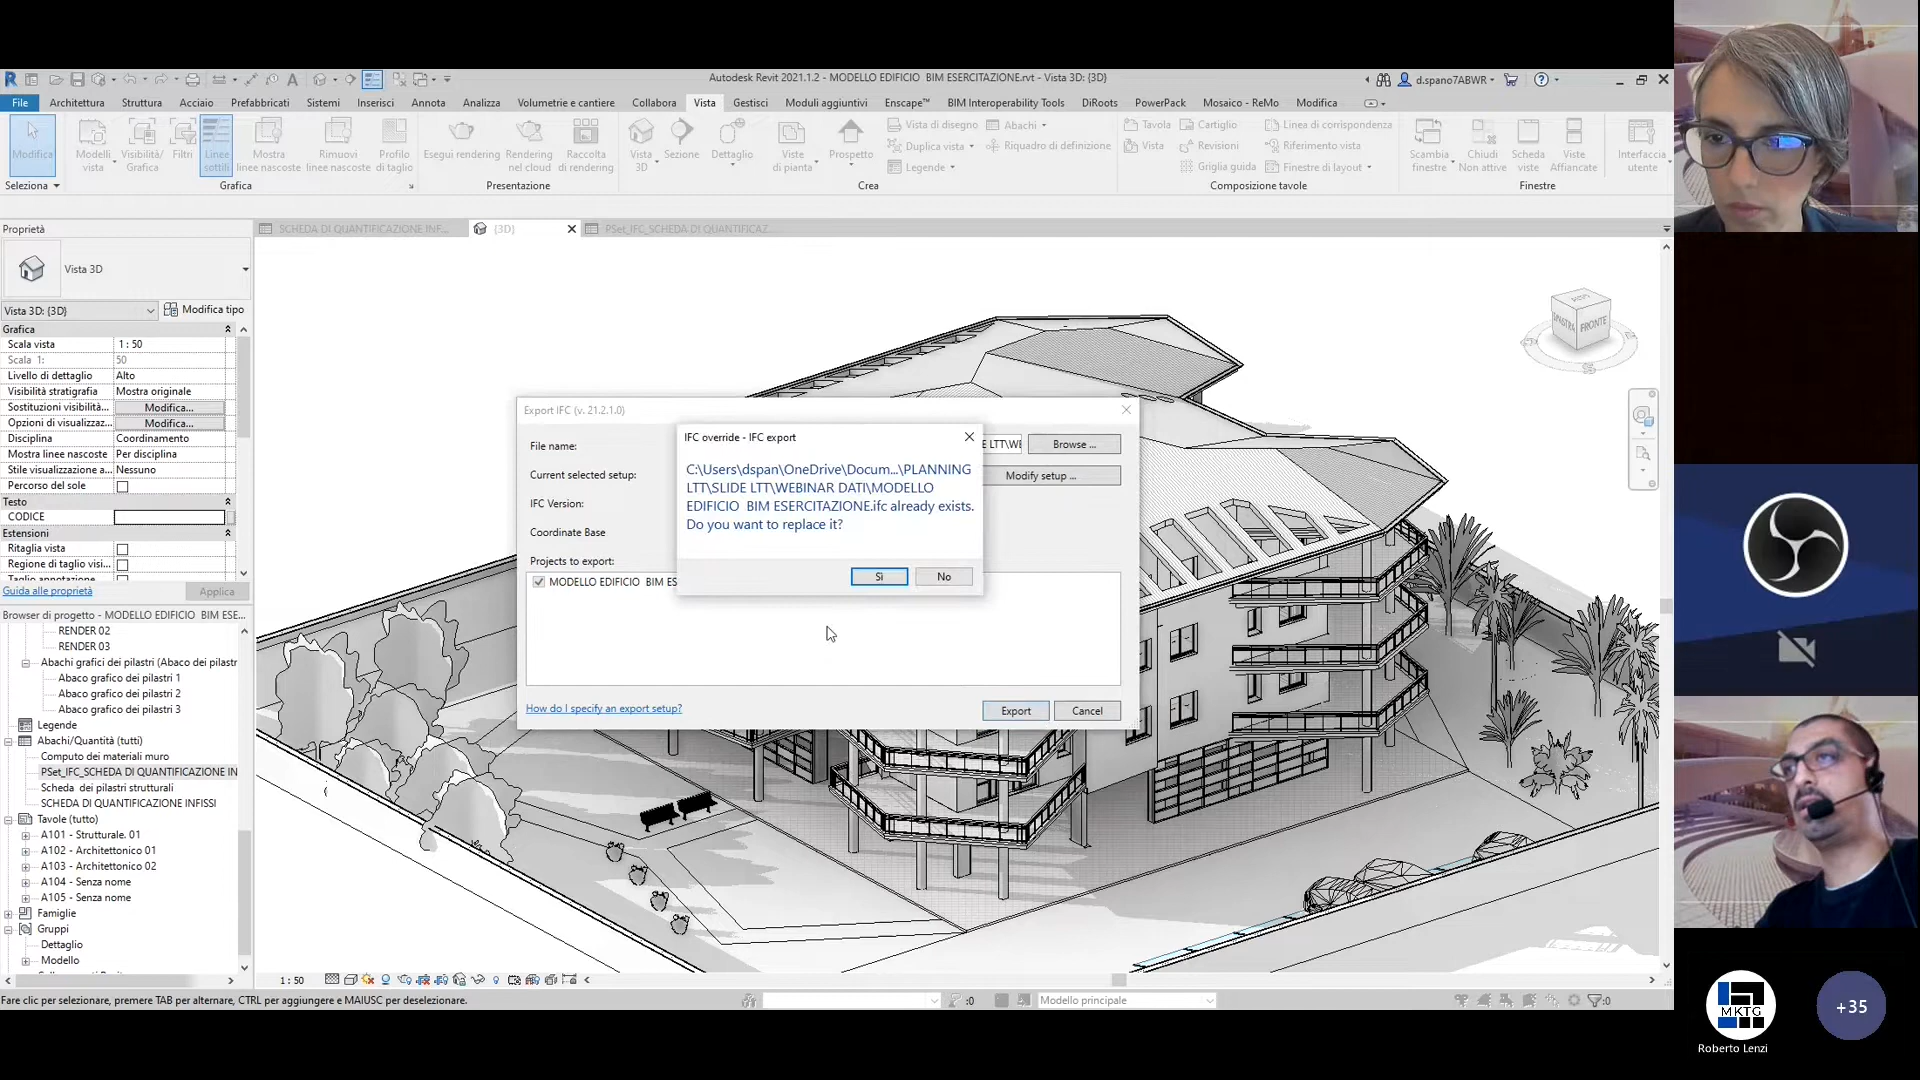 Autodesk Revit 2021.1.2 - MODELLO EDIFICIO  BIM ESERCITAZIONE.rvt - Vista 3D: {3D}
d.spano7ABWR
File Architettura Struttura Acciaio Prefabbricati Sistemi Inserisci Annota Analizza Volumetrie e cantiere Collabora Vista Gestisci Moduli aggiuntivi Enscape™ BIM Interoperability Tools DiRoots PowerPack Mosaico - ReMo Modifica
Modifica
Modelli vista
Visibilità/ Grafica
Filtri
Linee sottili
Mostra linee nascoste
Rimuovi linee nascoste
Profilo di taglio
Esegui rendering
Rendering nel cloud
Raccolta di rendering
Vista 3D
Sezione
Dettaglio
Viste di pianta
Prospetto
Vista di disegno
Duplica vista
Legende
Abachi
Riquadro di definizione
Tavola
Vista
Cartiglio
Revisioni
Griglia guida
Linea di corrispondenza
Riferimento vista
Finestre di layout
Scambia finestre
Chiudi Non attive
Scheda viste
Viste Affiancate
Interfaccia utente
Seleziona Grafica Presentazione Crea Composizione tavole Finestre
Proprietà
SCHEDA DI QUANTIFICAZIONE INF...
{3D}
PSet_IFC_SCHEDA DI QUANTIFICAZ...
Vista 3D
Vista 3D: {3D} Modifica tipo
Grafica
Scala vista 1 : 50
Scala 1: 50
Livello di dettaglio Alto
Visibilità stratigrafia Mostra originale
Sostituzioni visibilità... Modifica...
Opzioni di visualizzaz... Modifica...
Disciplina Coordinamento
Mostra linee nascoste Per disciplina
Stile visualizzazione a... Nessuno
Percorso del sole
Testo
CODICE
Estensioni
Ritaglia vista
Regione di taglio visi...
Taglio annotazione
Guida alle proprietà Applica
Browser di progetto - MODELLO EDIFICIO  BIM ESE...
RENDER 02
RENDER 03
Abachi grafici dei pilastri (Abaco dei pilastr
Abaco grafico dei pilastri 1
Abaco grafico dei pilastri 2
Abaco grafico dei pilastri 3
Legende
Abachi/Quantità (tutti)
Computo dei materiali muro
PSet_IFC_SCHEDA DI QUANTIFICAZIONE IN
Scheda  dei pilastri strutturali
SCHEDA DI QUANTIFICAZIONE INFISSI
Tavole (tutto)
A101 - Strutturale. 01
A102 - Architettonico 01
A103 - Architettonico 02
A104 - Senza nome
A105 - Senza nome
Famiglie
Gruppi
Dettaglio
Modello
Export IFC (v. 21.2.1.0)
File name:
E LTT\WE
Browse ...
Current selected setup:
Modify setup ...
IFC Version:
Coordinate Base
Projects to export:
MODELLO EDIFICIO  BIM ES
How do I specify an export setup?
Export
Cancel
IFC override - IFC export
C:\Users\dspan\OneDrive\Docum...\PLANNING
LTT\SLIDE LTT\WEBINAR DATI\MODELLO
EDIFICIO  BIM ESERCITAZIONE.ifc already exists.
Do you want to replace it?
Sì
No
FRONTE
1 : 50
Fare clic per selezionare, premere TAB per alternare, CTRL per aggiungere e MAIUSC per deselezionare.
:0
Modello principale
:0
MKTG
Roberto Lenzi
+35